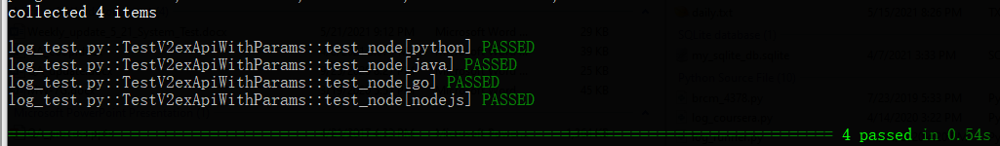 collected 4 items
log_test.py::TestV2exApiWithParams::test_node[python] PASSED
log_test.py::TestV2exApiWithParams::test_node[java] PASSED
log_test.py::TestV2exApiWithParams::test_node[go] PASSED
log_test.py::TestV2exApiWithParams::test_node[nodejs] PASSED
4 passed in 0.54s